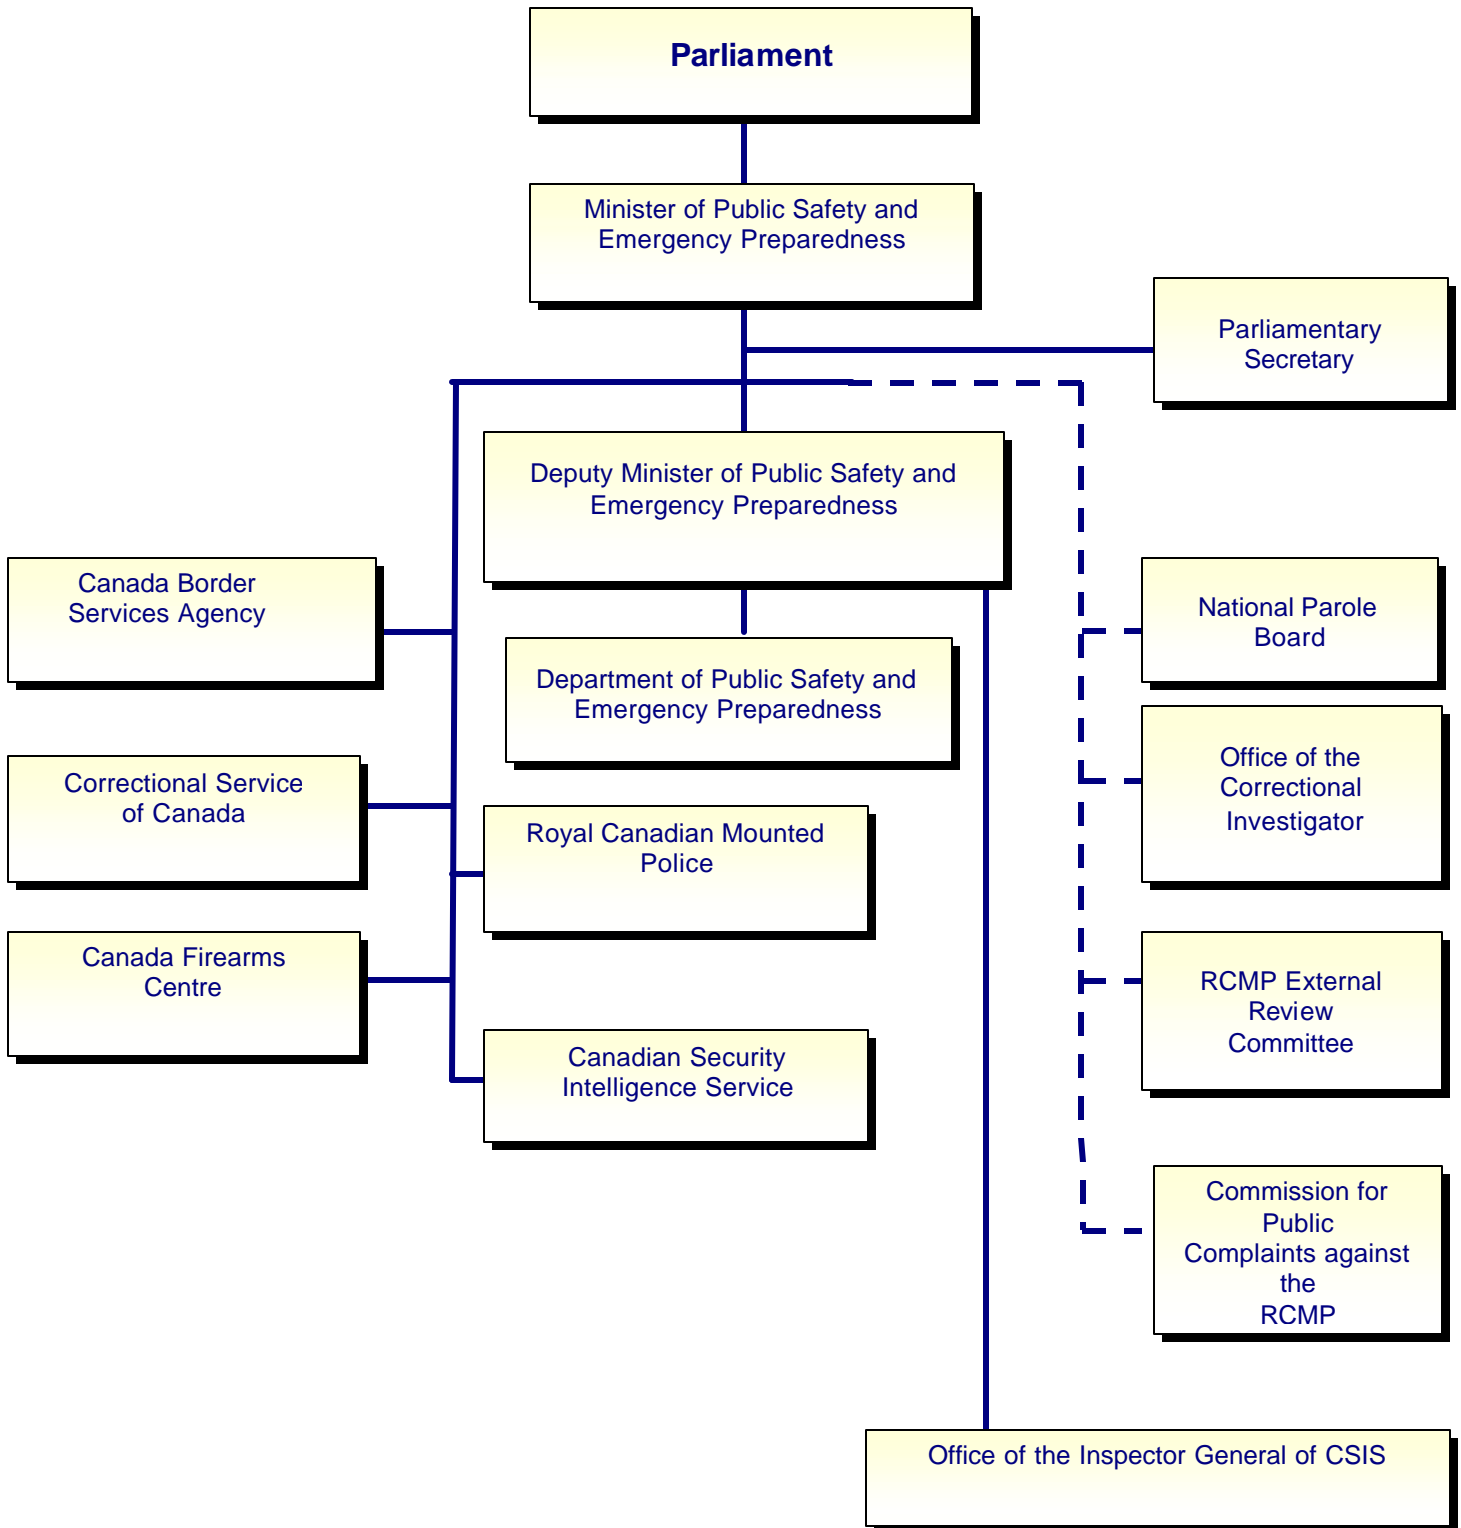 Parliament
Minister of Public Safety and
Emergency Preparedness
Parliamentary
Secretary
Deputy Minister of Public Safety and
Emergency Preparedness
Canada Border
Services Agency
National Parole
Board
Department of Public Safety and
Emergency Preparedness
Office of the
Correctional
Investigator
Correctional Service
of Canada
Royal Canadian Mounted
Police
Canada Firearms
Centre
RCMP External
Review
Committee
Canadian Security
Intelligence Service
Commission for
Public
Complaints against
the
RCMP
Office of the Inspector General of CSIS